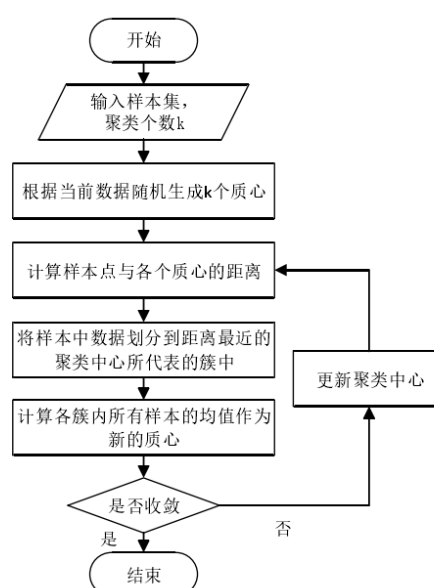 开始
输入样本集，
聚类个数k
根据当前数据随机生成k个质心
计算样本点与各个质心的距离
将样本中数据划分到距离最近的
聚类中心所代表的簇中
更新聚类中心
计算各簇内所有样本的均值作为
新的质心
是否收敛
否
是
结束